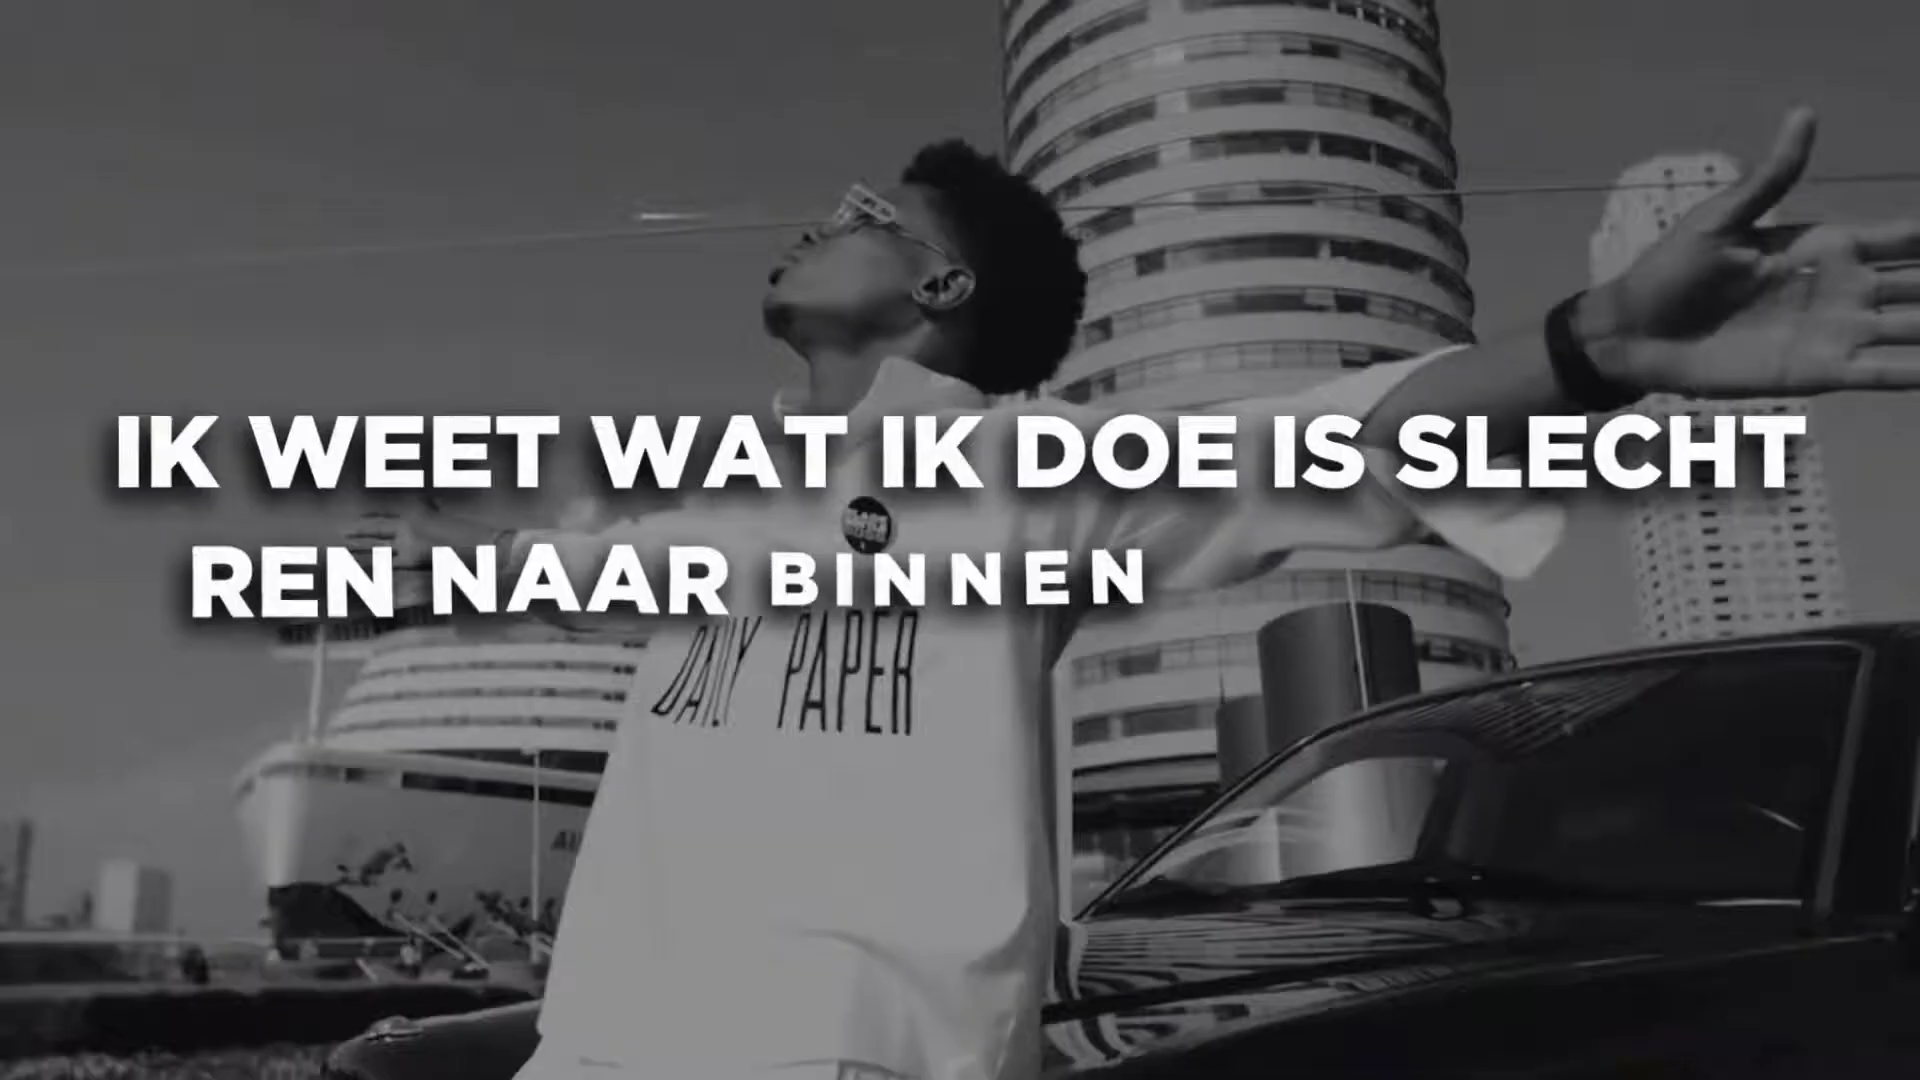 IK WEET WAT IK DOE IS SLECHT
REN NAAR BINNEN
DAILY PAPER